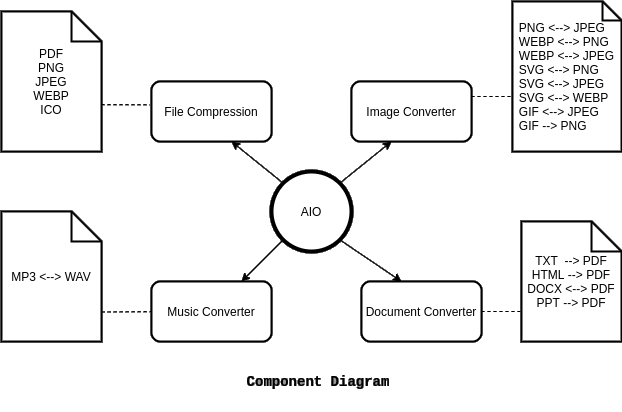 PDF
PNG
JPEG
WEBP
ICO
File Compression
Image Converter
PNG <--> JPEG
WEBP <--> PNG
WEBP <--> JPEG
SVG <--> PNG
SVG <--> JPEG
SVG <--> WEBP
GIF <--> JPEG
GIF --> PNG
AIO
MP3 <--> WAV
Music Converter
Document Converter
TXT  --> PDF
HTML --> PDF
DOCX <--> PDF
PPT --> PDF
Component Diagram